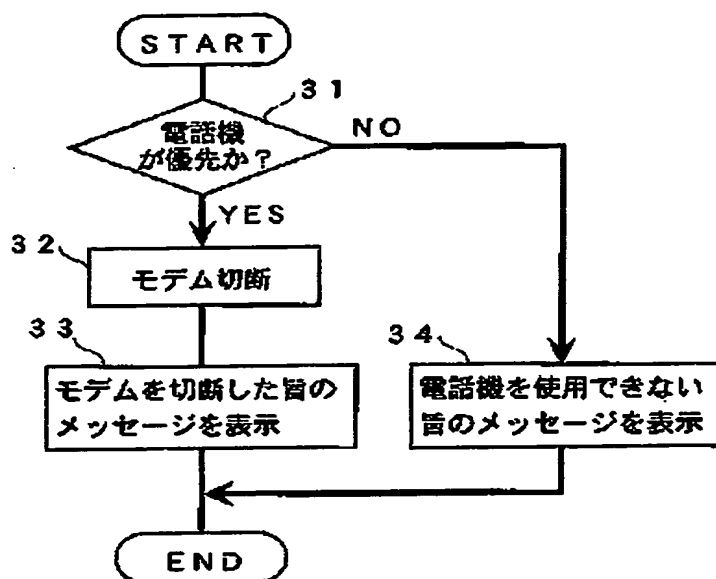 START
31
電話機
が優先か？
NO
YES
32
モデム切断
33
モデムを切断した旨の
メッセージを表示
34
電話機を使用できない
旨のメッセージを表示
END